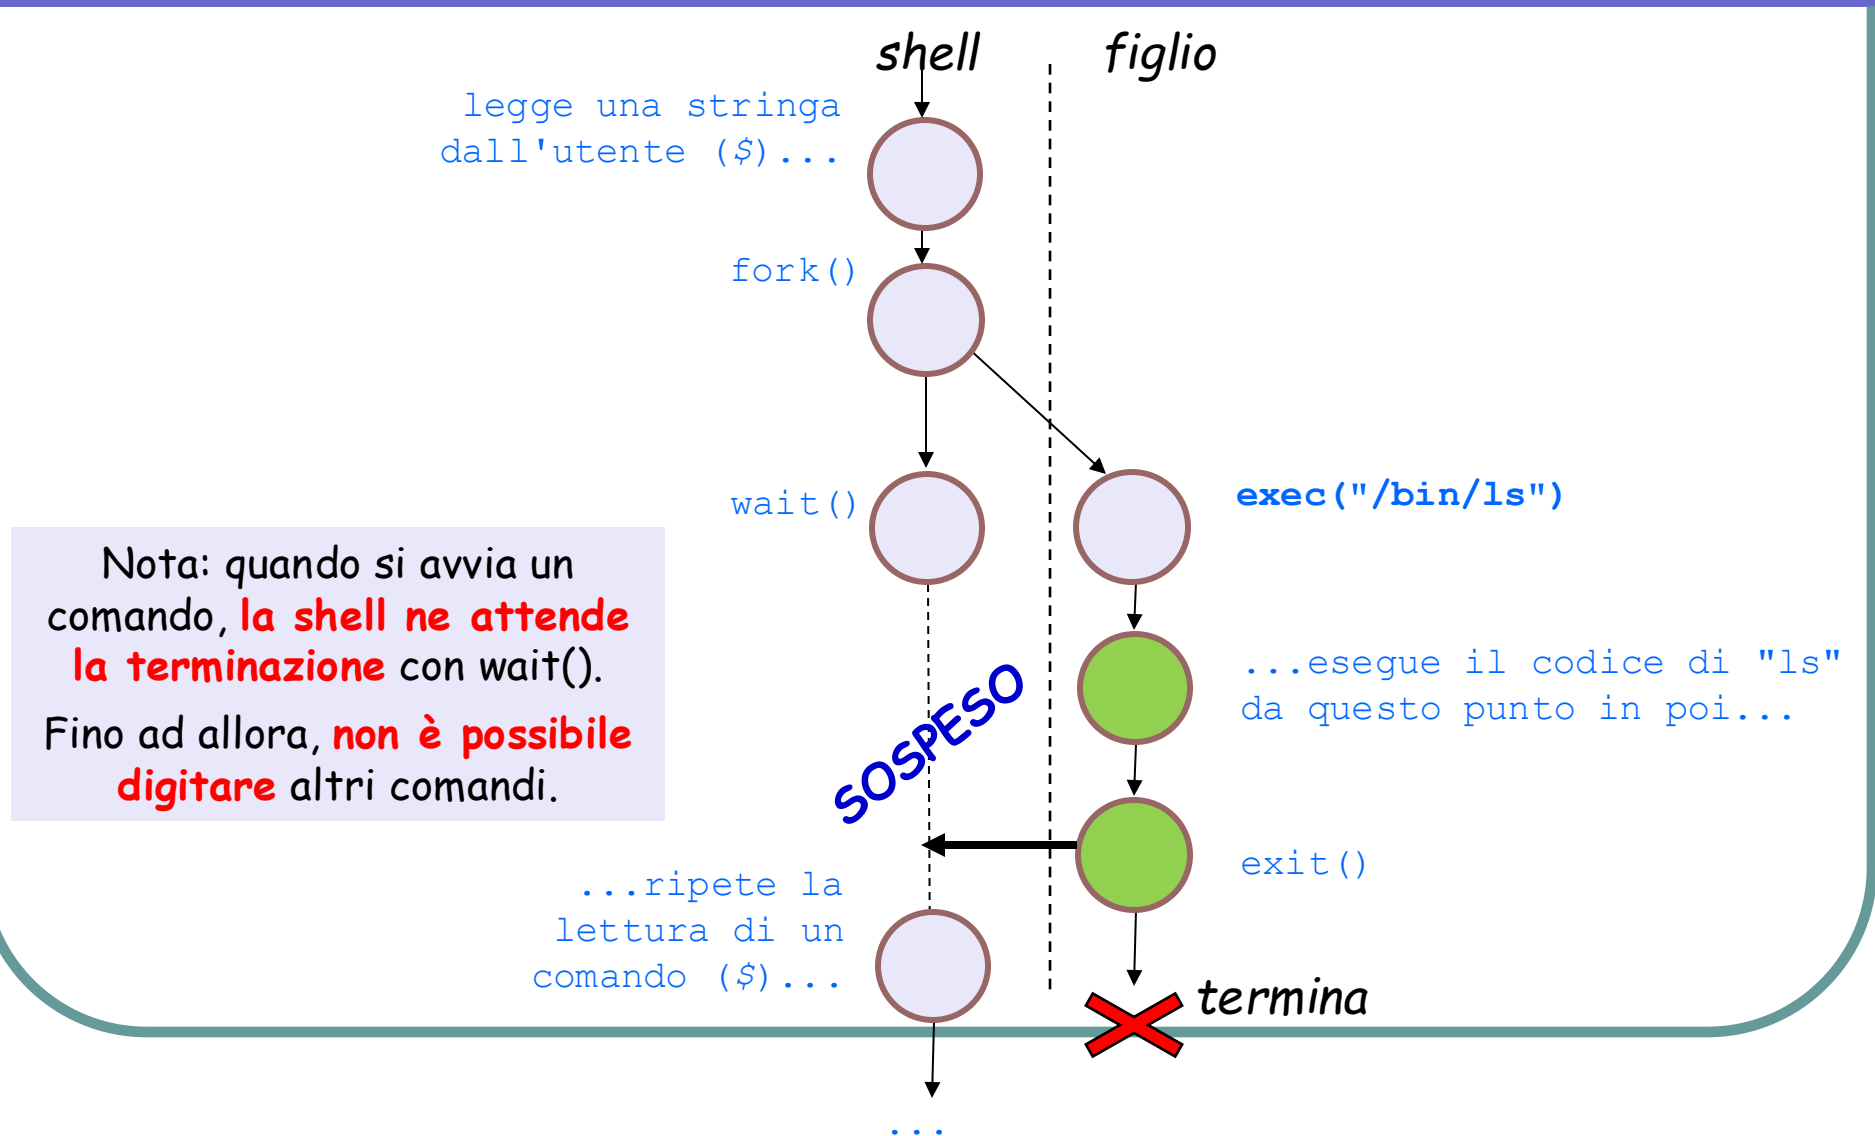 shell
figlio
legge una stringa
dall'utente ($)...
fork()
wait()
exec("/bin/ls")
Nota: quando si avvia un
comando, la shell ne attende
la terminazione con wait().
Fino ad allora, non è possibile
digitare altri comandi.
SOSPESO
...esegue il codice di "ls"
da questo punto in poi...
exit()
...ripete la
lettura di un
comando ($)...
termina
...